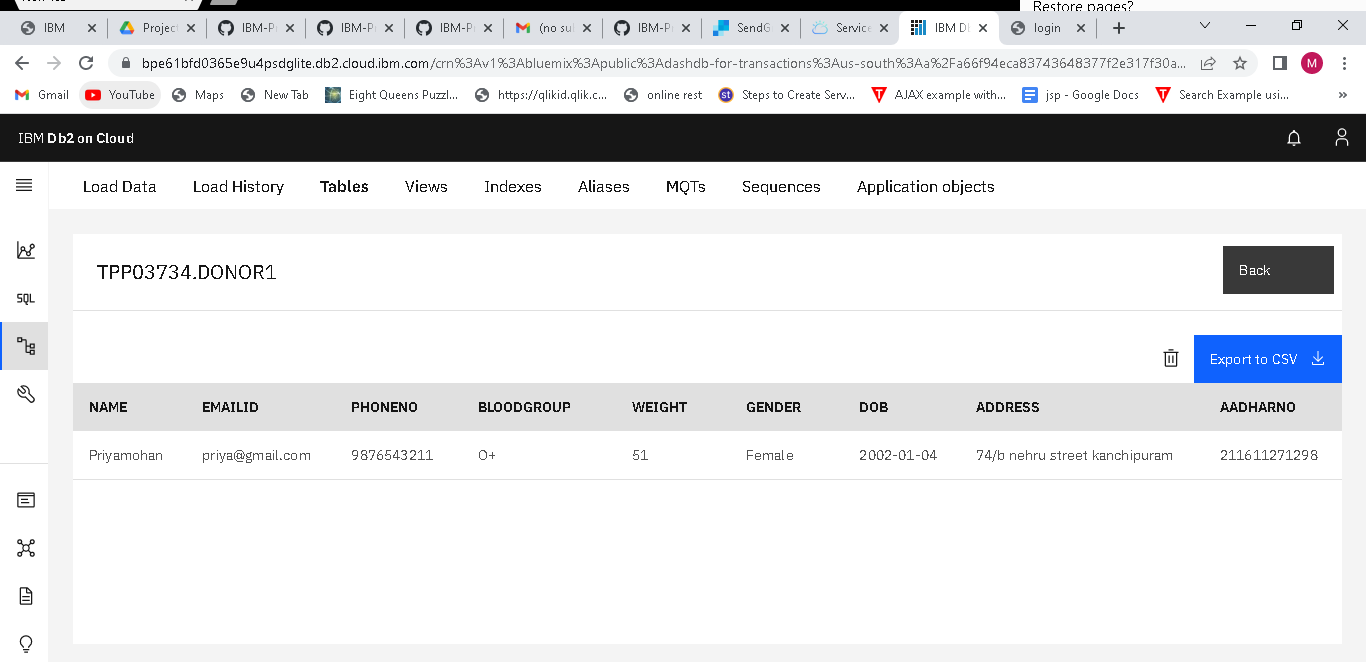 Restore pages?
IBM Project IBM-P IBM-P IBM-P (no su IBM-P SendG Service IBM D login
bpe61bfd0365e9u4psdglite.db2.cloud.ibm.com/crn%3Av1%3Abluemix%3Apublic%3Adashdb-for-transactions%3Aus-south%3Aa%2Fa66f94eca83743648377f2e317f30a... M
Gmail YouTube Maps New Tab Eight Queens Puzzl... https://qlikid.qlik.c... online rest st Steps to Create Serv... AJAX example with... jsp - Google Docs Search Example usi... »
IBM Db2 on Cloud
Load Data Load History Tables Views Indexes Aliases MQTs Sequences Application objects
SQL
TPP03734.DONOR1
Back
Export to CSV
NAME EMAILID PHONENO BLOODGROUP WEIGHT GENDER DOB ADDRESS AADHARNO
Priyamohan priya@gmail.com 9876543211 O+ 51 Female 2002-01-04 74/b nehru street kanchipuram 211611271298